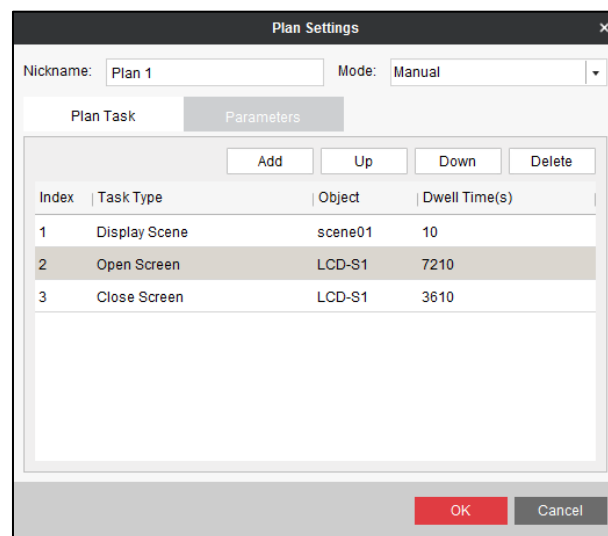 Plan Settings ×
Nickname: Plan 1 Mode: Manual
Plan Task Parameters
Add Up Down Delete
Index Task Type Object Dwell Time(s)
1 Display Scene scene01 10
2 Open Screen LCD-S1 7210
3 Close Screen LCD-S1 3610
OK Cancel